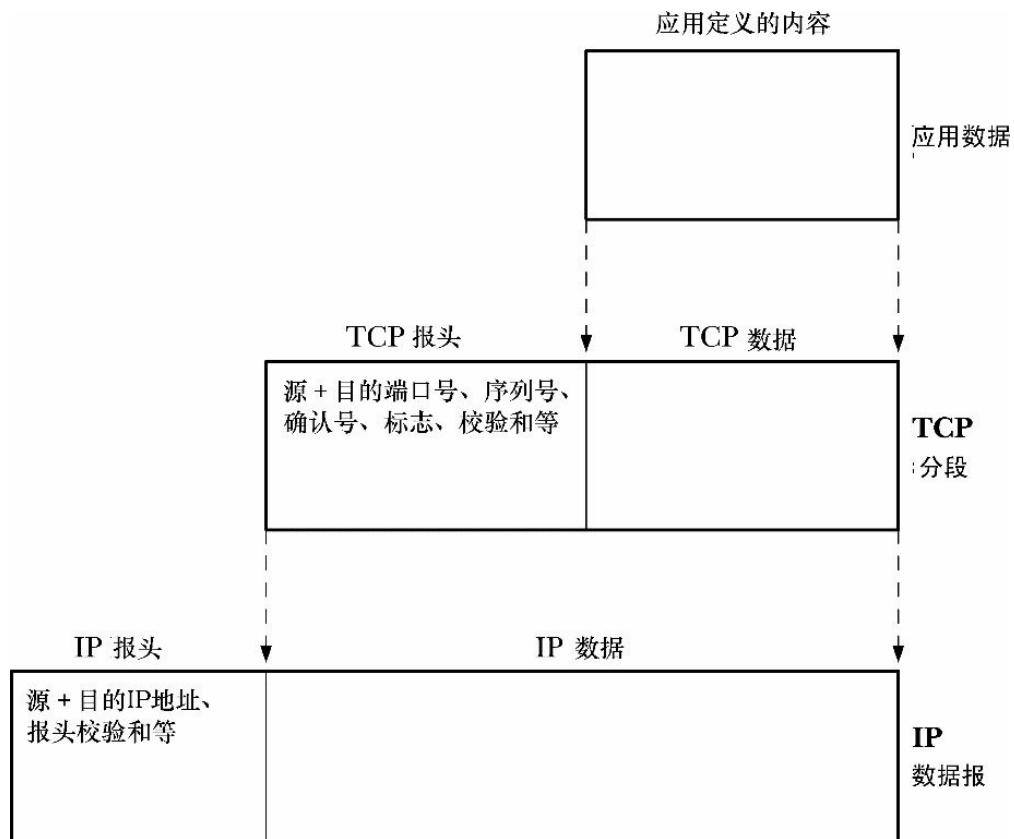 应用定义的内容
应用数据
TCP 报头
TCP 数据
源 + 目的端口号、序列号、
确认号、标志、校验和等
TCP
分段
IP 报头
IP 数据
源 + 目的IP地址、
报头校验和等
IP
数据报